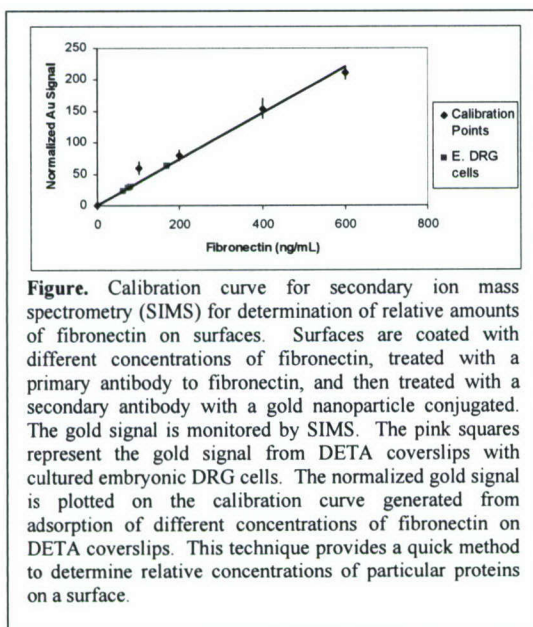 250
200
150
100
50
0
Normalized Au Signal
0 200 400 600 800
Fibronectin (ng/mL)
Calibration
Points
E. DRG
cells
Figure. Calibration curve for secondary ion mass
spectrometry (SIMS) for determination of relative amounts
of fibronectin on surfaces. Surfaces are coated with
different concentrations of fibronectin, treated with a
primary antibody to fibronectin, and then treated with a
secondary antibody with a gold nanoparticle conjugated.
The gold signal is monitored by SIMS. The pink squares
represent the gold signal from DETA coverslips with
cultured embryonic DRG cells. The normalized gold signal
is plotted on the calibration curve generated from
adsorption of different concentrations of fibronectin on
DETA coverslips. This technique provides a quick method
to determine relative concentrations of particular proteins
on a surface.